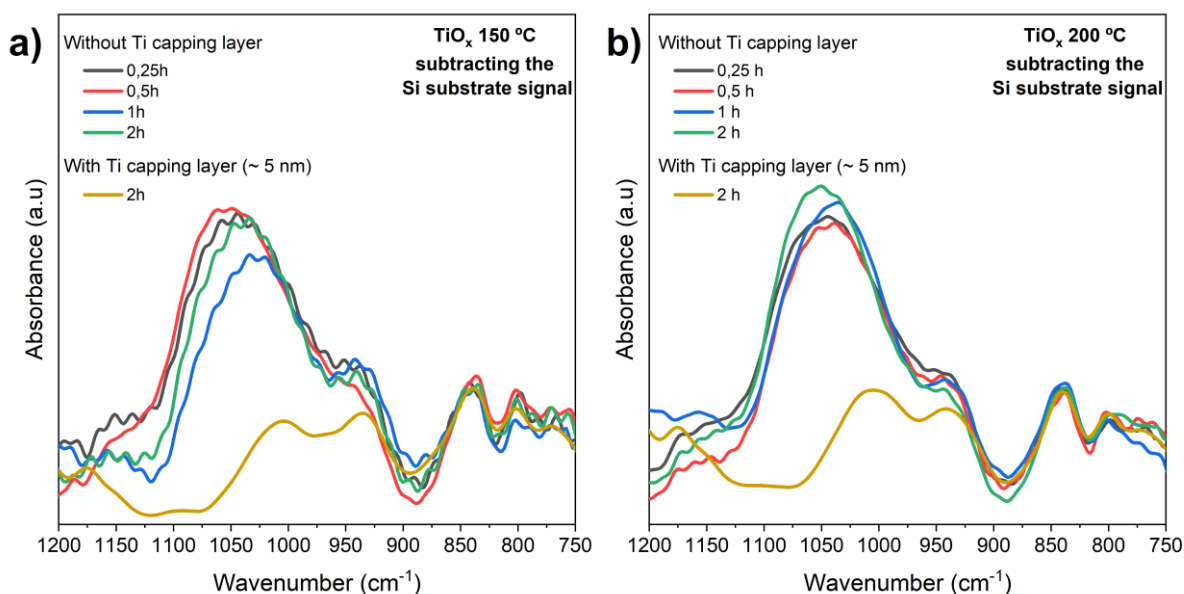 a)
Without Ti capping layer
0,25h
0,5h
1h
2h
With Ti capping layer (~ 5 nm)
2h
TiOx 150 ºC
subtracting the
Si substrate signal
Absorbance (a.u)
1200 1150 1100 1050 1000 950 900 850 800 750
Wavenumber (cm-1)
b)
Without Ti capping layer
0,25 h
0,5 h
1 h
2 h
With Ti capping layer (~ 5 nm)
2 h
TiOx 200 ºC
subtracting the
Si substrate signal
Absorbance (a.u)
1200 1150 1100 1050 1000 950 900 850 800 750
Wavenumber (cm-1)